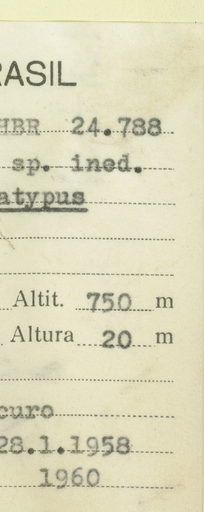 RASIL
HBR 24.788
sp. ined.
atypus
Altit. 750 m
Altura 20 m
curo
28.1.1958
1960